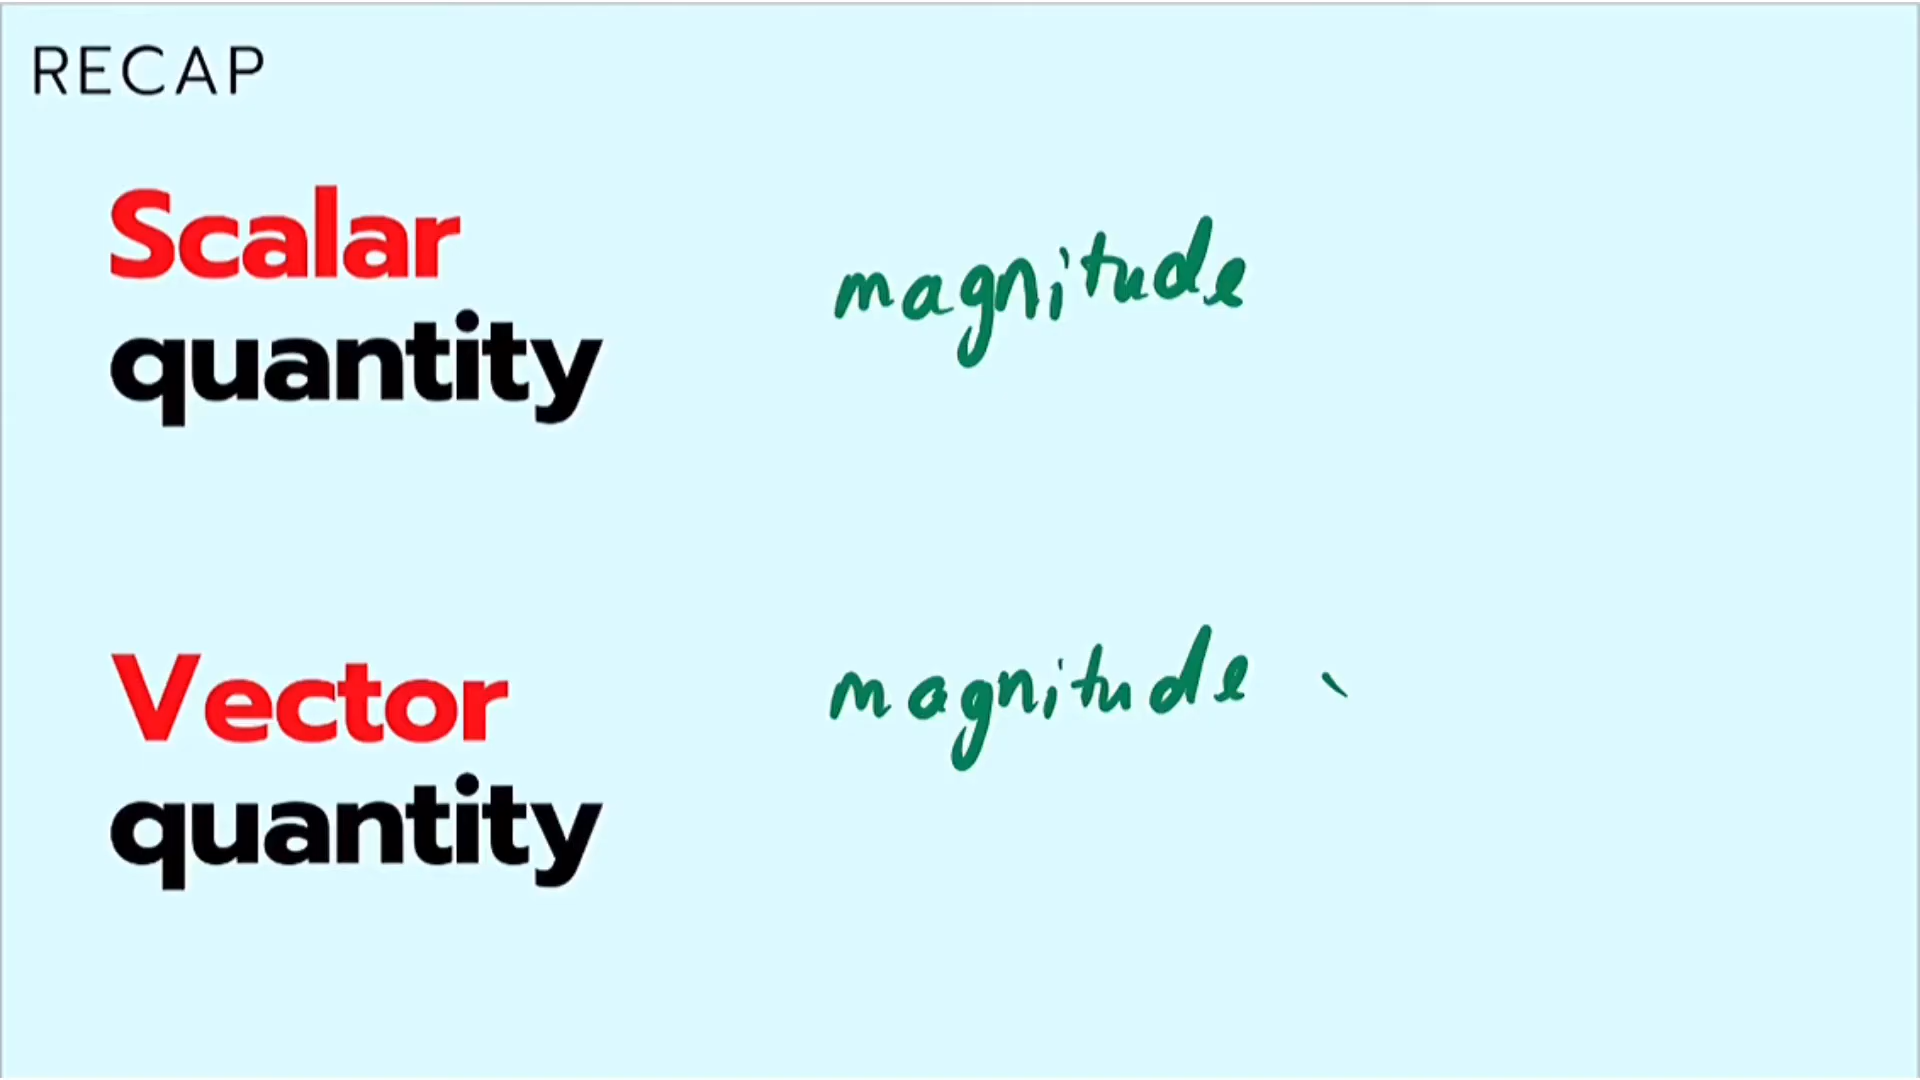 RECAP
Scalar
quantity
magnitude
Vector
quantity
magnitude